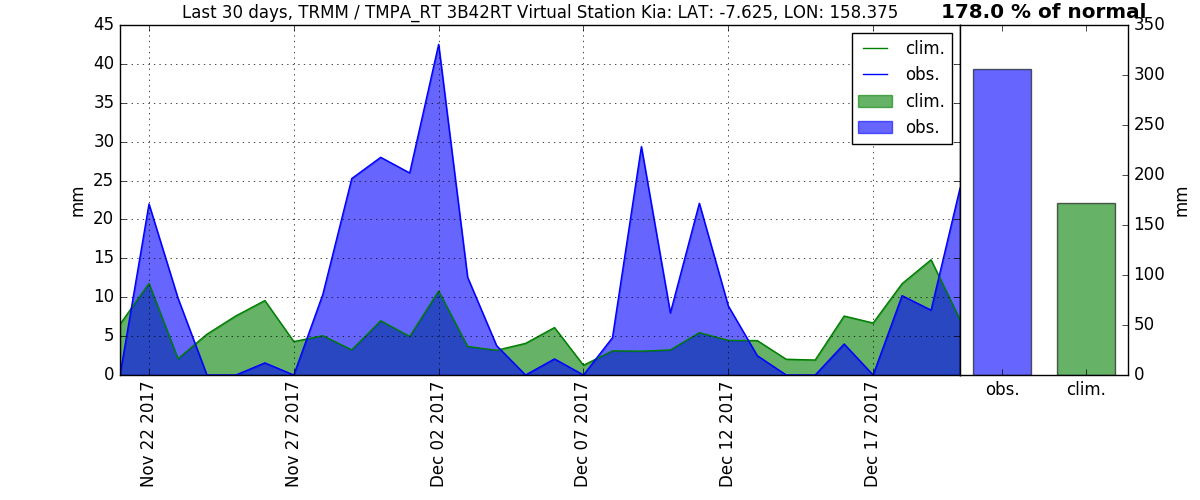 Last 30 days, TRMM / TMPA_RT 3B42RT Virtual Station Kia: LAT: -7.625, LON: 158.375
178.0 % of normal
45
40
35
30
25
20
15
10
5
0
mm
clim.
obs.
clim.
obs.
350
300
250
200
150
100
50
0
mm
obs.
clim.
Nov 22 2017
Nov 27 2017
Dec 02 2017
Dec 07 2017
Dec 12 2017
Dec 17 2017